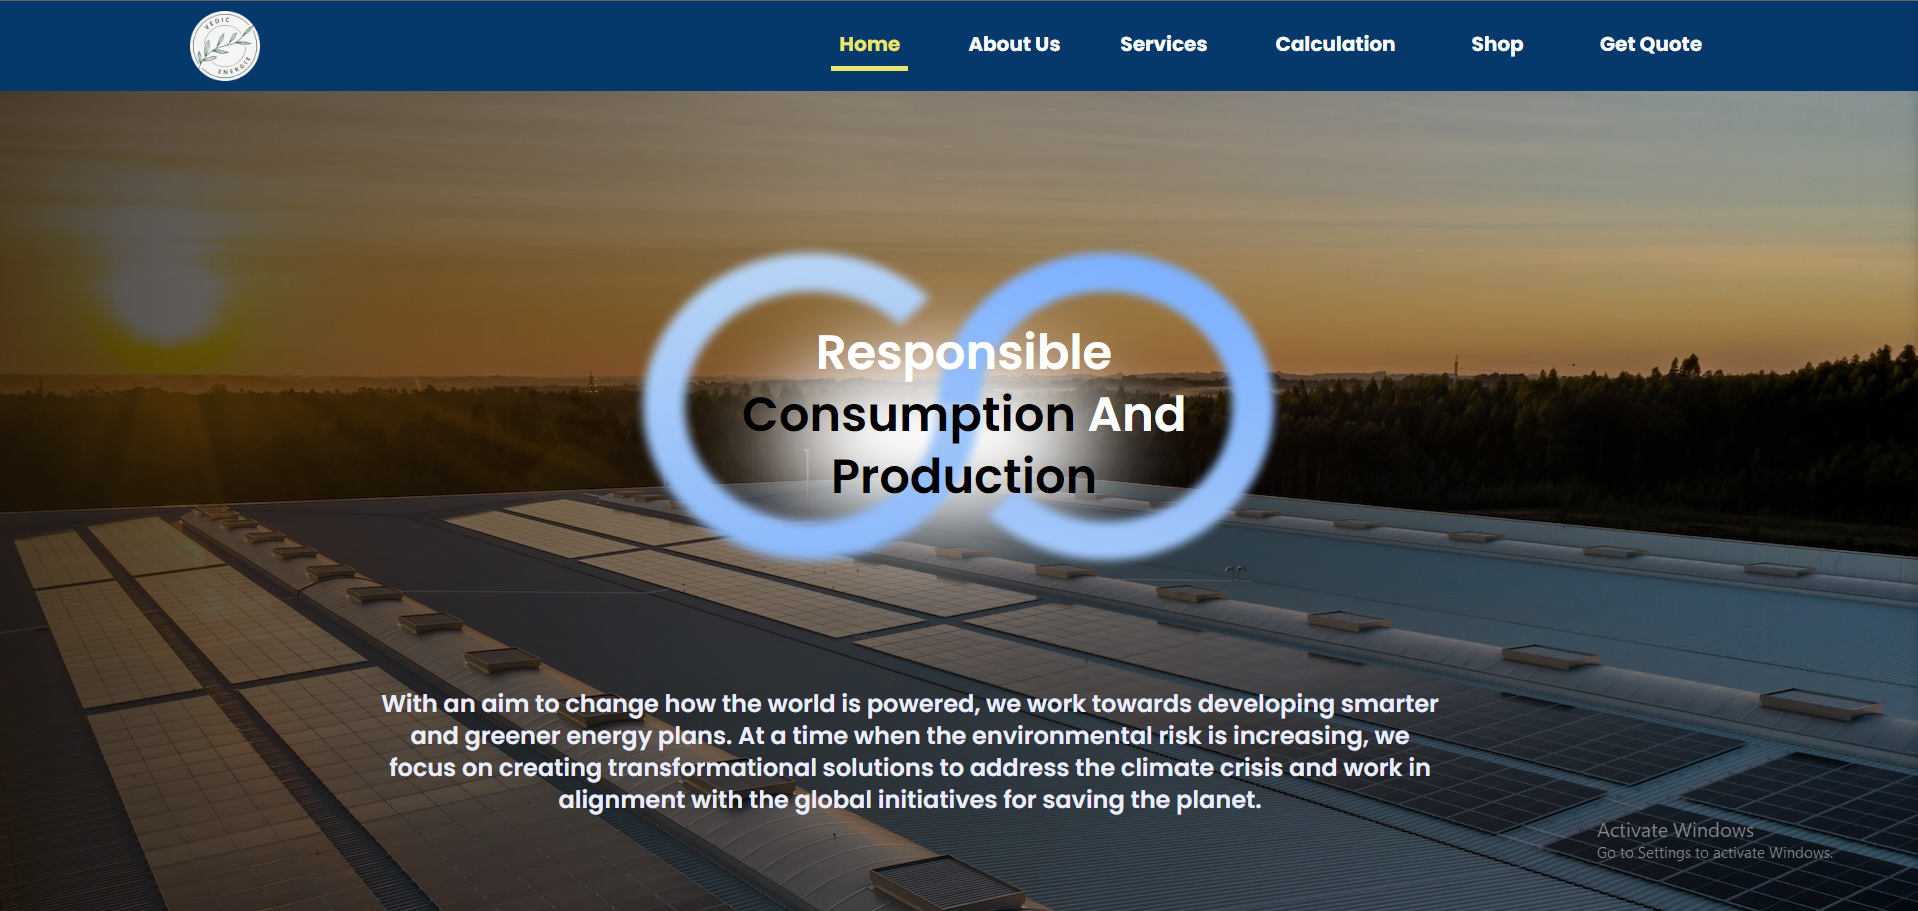 VEDIC
ENERGIE
Home About Us Services Calculation Shop Get Quote
Responsible
Consumption And
Production
With an aim to change how the world is powered, we work towards developing smarter
and greener energy plans. At a time when the environmental risk is increasing, we
focus on creating transformational solutions to address the climate crisis and work in
alignment with the global initiatives for saving the planet.
Activate Windows
Go to Settings to activate Windows.